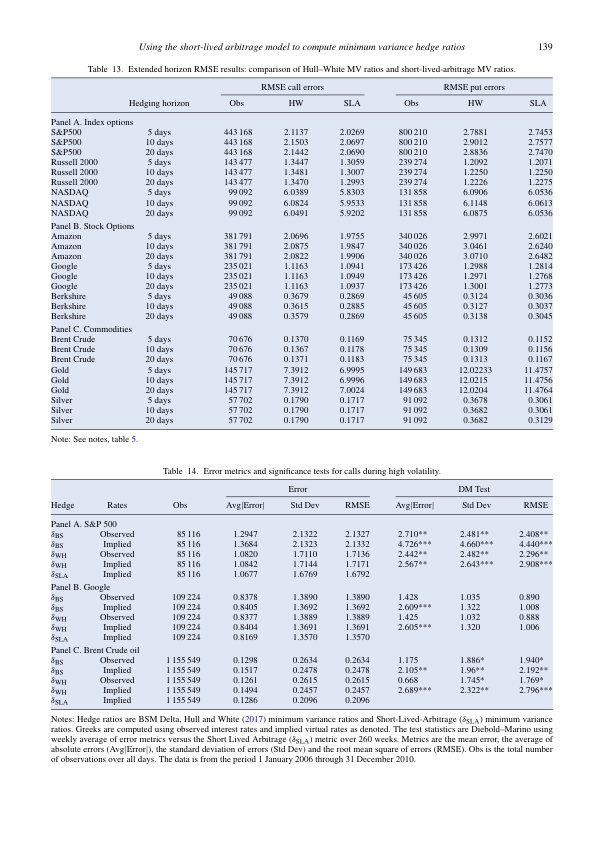 Using the short-lived arbitrage model to compute minimum variance hedge ratios 139
Table 13. Extended horizon RMSE results: comparison of Hull–White MV ratios and short-lived-arbitrage MV ratios.
RMSE call errors RMSE put errors
Hedging horizon Obs HW SLA Obs HW SLA
Panel A. Index options
S&P500 5 days 443 168 2.1137 2.0269 800 210 2.7881 2.7453
S&P500 10 days 443 168 2.1503 2.0697 800 210 2.9012 2.7577
S&P500 20 days 443 168 2.1442 2.0690 800 210 2.8836 2.7470
Russell 2000 5 days 143 477 1.3447 1.3059 239 274 1.2092 1.2071
Russell 2000 10 days 143 477 1.3481 1.3007 239 274 1.2250 1.2250
Russell 2000 20 days 143 477 1.3470 1.2993 239 274 1.2226 1.2275
NASDAQ 5 days 99 092 6.0389 5.8303 131 858 6.0906 6.0536
NASDAQ 10 days 99 092 6.0824 5.9533 131 858 6.1148 6.0613
NASDAQ 20 days 99 092 6.0491 5.9202 131 858 6.0875 6.0536
Panel B. Stock Options
Amazon 5 days 381 791 2.0696 1.9755 340 026 2.9971 2.6021
Amazon 10 days 381 791 2.0875 1.9847 340 026 3.0461 2.6240
Amazon 20 days 381 791 2.0822 1.9906 340 026 3.0710 2.6482
Google 5 days 235 021 1.1163 1.0941 173 426 1.2988 1.2814
Google 10 days 235 021 1.1163 1.0949 173 426 1.2971 1.2768
Google 20 days 235 021 1.1163 1.0937 173 426 1.3001 1.2773
Berkshire 5 days 49 088 0.3679 0.2869 45 605 0.3124 0.3036
Berkshire 10 days 49 088 0.3615 0.2885 45 605 0.3127 0.3037
Berkshire 20 days 49 088 0.3579 0.2869 45 605 0.3138 0.3045
Panel C. Commodities
Brent Crude 5 days 70 676 0.1370 0.1169 75 345 0.1312 0.1152
Brent Crude 10 days 70 676 0.1367 0.1178 75 345 0.1309 0.1156
Brent Crude 20 days 70 676 0.1371 0.1183 75 345 0.1313 0.1167
Gold 5 days 145 717 7.3912 6.9995 149 683 12.02233 11.4757
Gold 10 days 145 717 7.3912 6.9996 149 683 12.0215 11.4756
Gold 20 days 145 717 7.3912 7.0024 149 683 12.0204 11.4764
Silver 5 days 57 702 0.1790 0.1717 91 092 0.3678 0.3061
Silver 10 days 57 702 0.1790 0.1717 91 092 0.3682 0.3061
Silver 20 days 57 702 0.1790 0.1717 91 092 0.3682 0.3129
Note: See notes, table 5.
Table 14. Error metrics and significance tests for calls during high volatility.
Error DM Test
Hedge Rates Obs Avg|Error| Std Dev RMSE Avg|Error| Std Dev RMSE
Panel A. S&P 500
δBS Observed 85 116 1.2947 2.1322 2.1327 2.710** 2.481** 2.408**
δBS Implied 85 116 1.3684 2.1323 2.1332 4.726*** 4.660*** 4.440***
δWH Observed 85 116 1.0820 1.7110 1.7136 2.442** 2.482** 2.296**
δWH Implied 85 116 1.0842 1.7144 1.7171 2.567** 2.643*** 2.908***
δSLA Implied 85 116 1.0677 1.6769 1.6792
Panel B. Google
δBS Observed 109 224 0.8378 1.3890 1.3890 1.428 1.035 0.890
δBS Implied 109 224 0.8405 1.3692 1.3692 2.609*** 1.322 1.008
δWH Observed 109 224 0.8377 1.3889 1.3889 1.425 1.032 0.888
δWH Implied 109 224 0.8404 1.3691 1.3691 2.605*** 1.320 1.006
δSLA Implied 109 224 0.8169 1.3570 1.3570
Panel C. Brent Crude oil
δBS Observed 1 155 549 0.1298 0.2634 0.2634 1.175 1.886* 1.940*
δBS Implied 1 155 549 0.1517 0.2478 0.2478 2.105** 1.96** 2.192**
δWH Observed 1 155 549 0.1261 0.2615 0.2615 0.668 1.745* 1.769*
δWH Implied 1 155 549 0.1494 0.2457 0.2457 2.689*** 2.322** 2.796***
δSLA Implied 1 155 549 0.1286 0.2096 0.2096
Notes: Hedge ratios are BSM Delta, Hull and White (2017) minimum variance ratios and Short-Lived-Arbitrage (δSLA) minimum variance
ratios. Greeks are computed using observed interest rates and implied virtual rates as denoted. The test statistics are Diebold–Marino using
weekly average of error metrics versus the Short Lived Arbitrage (δSLA) metric over 260 weeks. Metrics are the mean error, the average of
absolute errors (Avg|Error|), the standard deviation of errors (Std Dev) and the root mean square of errors (RMSE). Obs is the total number
of observations over all days. The data is from the period 1 January 2006 through 31 December 2010.